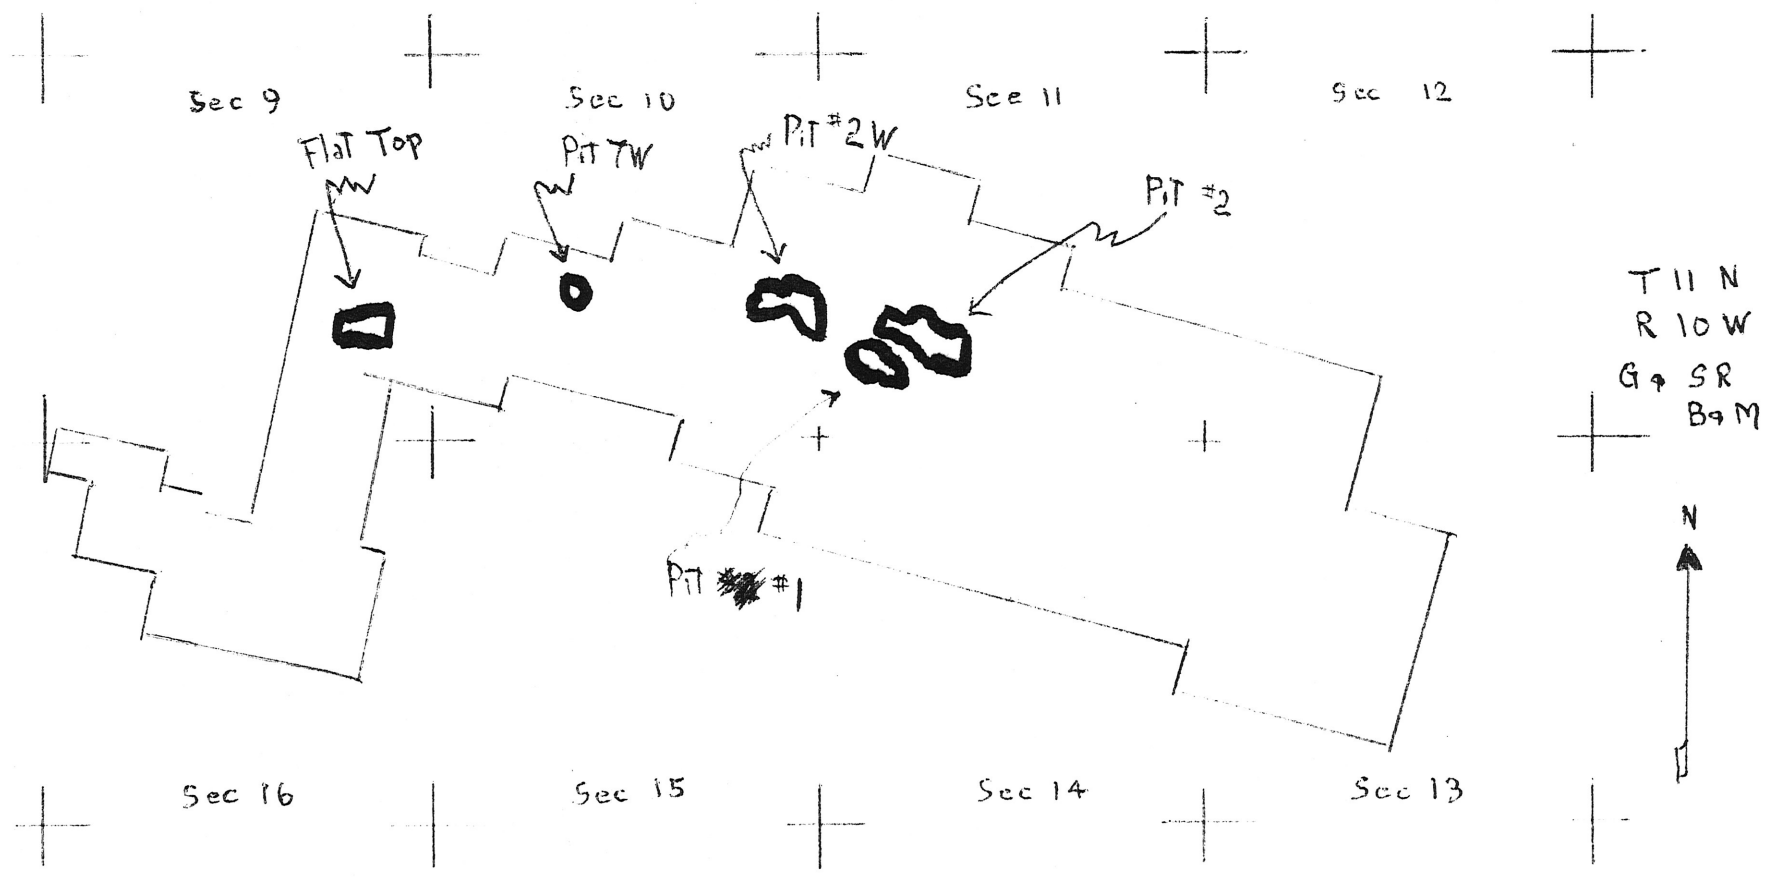 Sec 9
Sec 10
Sec 11
Sec 12
Flat Top
Pit 7W
Pit #2W
Pit #2
T 11 N
R 10 W
G & SR
B & M
N
Pit #1
Sec 16
Sec 15
Sec 14
Sec 13